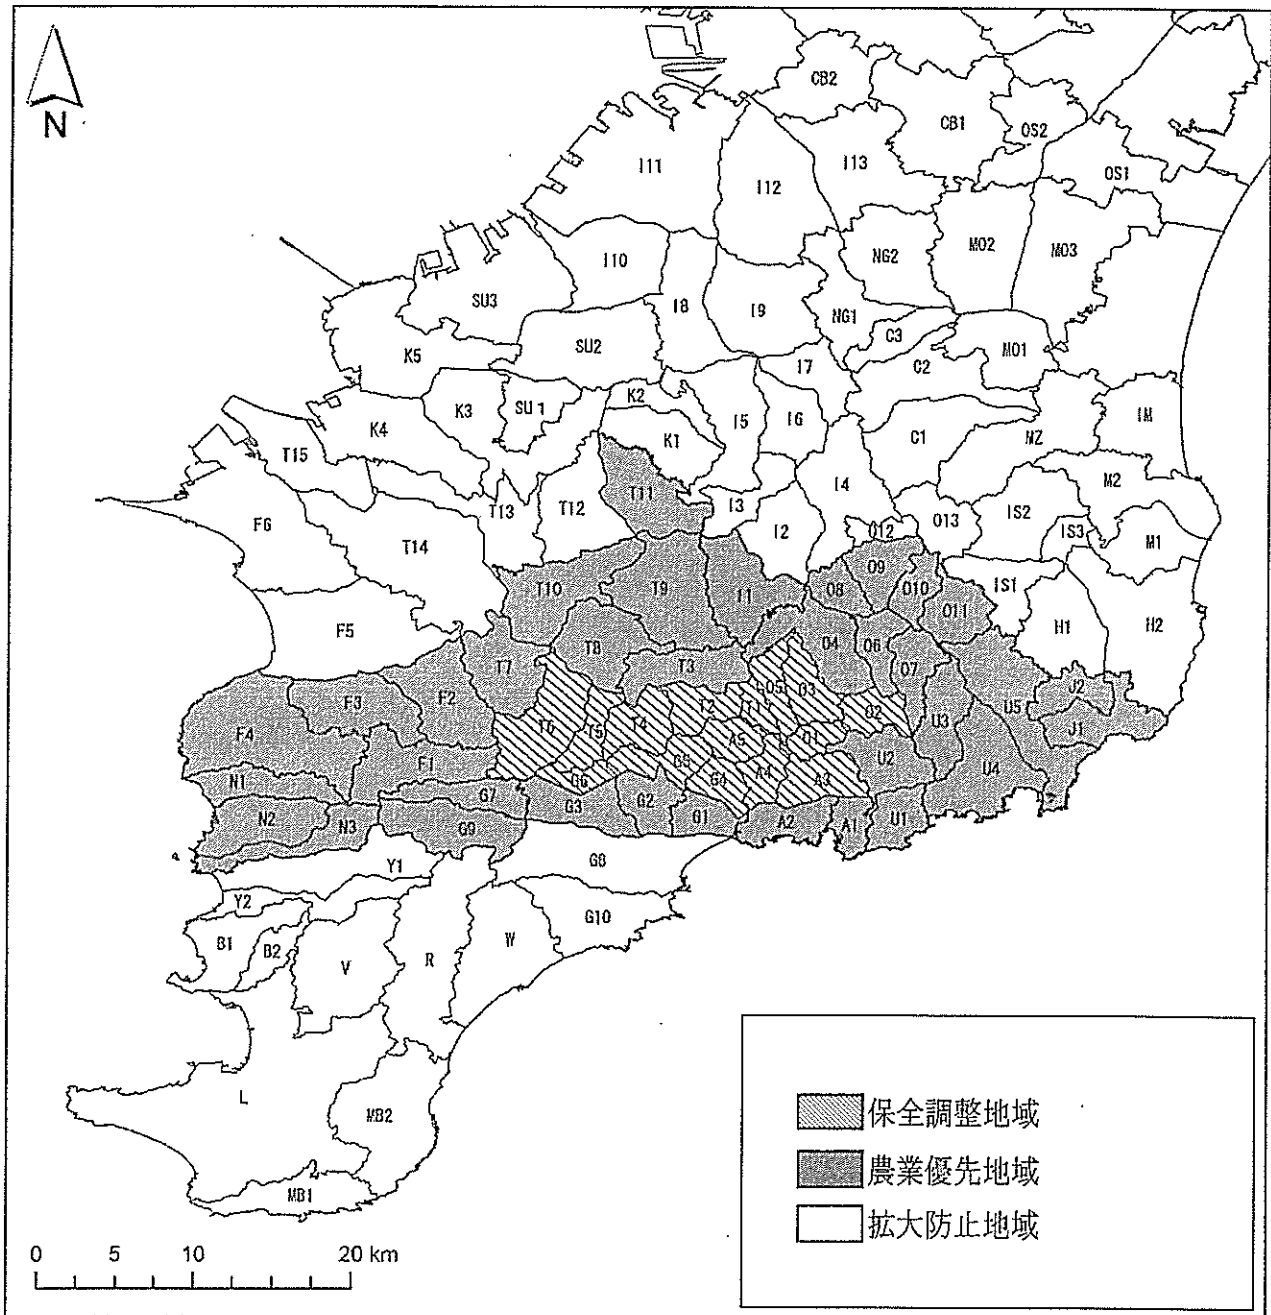 CB2
CB1
OS2
I11
I12
I13
OS1
I10
NG2
MO2
MO3
SU3
I8
I9
NG1
C3
K5
SU2
MO1
I7
C2
K3
SU1
K2
K4
I5
I6
IM
T15
K1
C1
N2
M2
T11
I4
T13
T12
I3
F6
I2
O13
IS2
IS3
M1
T14
O12
O9
T10
T9
I1
O8
O10
IS1
O11
F5
H1
H2
T8
O4
O6
T7
T3
O7
F3
F2
O5
O3
J2
F4
T2
T1
O2
U5
T6
T5
T4
U3
J1
O1
A5
F1
G5
U2
U4
N1
G6
G4
A4
A3
G7
G3
G2
N2
N3
G9
G1
A2
A1
U1
Y1
G8
Y2
G10
B1
B2
V
R
W
L
MB2
MB1
N
保全調整地域
農業優先地域
拡大防止地域
0 5 10 20 km